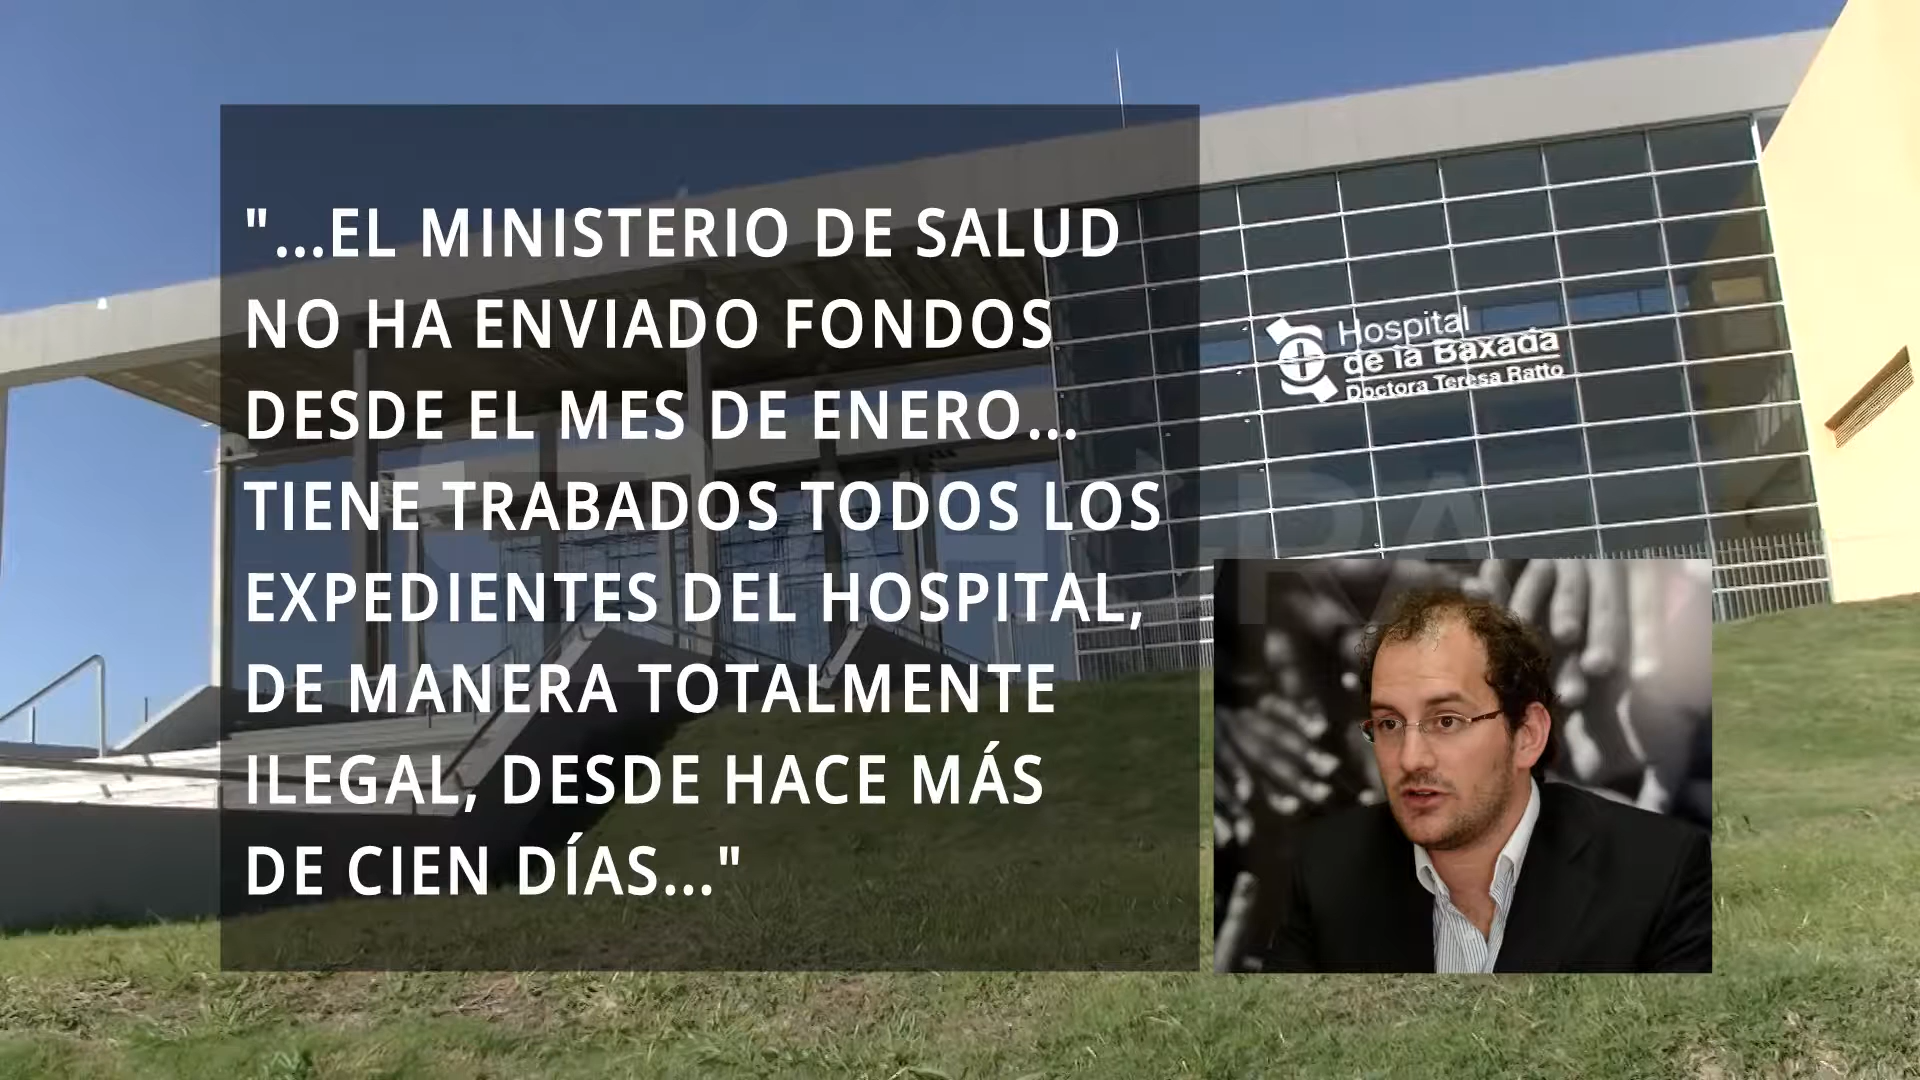 "...EL MINISTERIO DE SALUD
NO HA ENVIADO FONDOS
DESDE EL MES DE ENERO...
TIENE TRABADOS TODOS LOS
EXPEDIENTES DEL HOSPITAL,
DE MANERA TOTALMENTE
ILEGAL, DESDE HACE MÁS
DE CIEN DÍAS..."
Hospital
de la Baxada
Doctora Teresa Ratto
AHORA